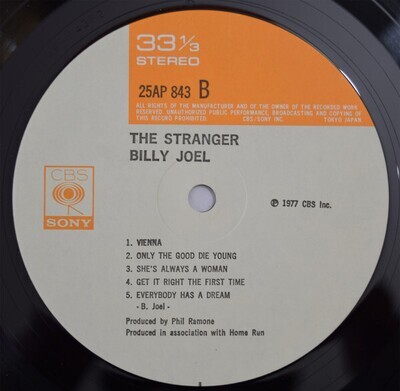 33 1/3
STEREO
25AP 843 B
ALL RIGHTS OF THE MANUFACTURER AND OF THE OWNER OF THE RECORDED WORK
RESERVED. UNAUTHORIZED PUBLIC PERFORMANCE, BROADCASTING AND COPYING OF
THIS RECORD PROHIBITED. CBS/SONY INC TOKYO JAPAN
THE STRANGER
BILLY JOEL
CBS
SONY
℗ 1977 CBS Inc.
1. VIENNA
2. ONLY THE GOOD DIE YOUNG
3. SHE'S ALWAYS A WOMAN
4. GET IT RIGHT THE FIRST TIME
5. EVERYBODY HAS A DREAM
- B. Joel -
Produced by Phil Ramone
Produced in association with Home Run